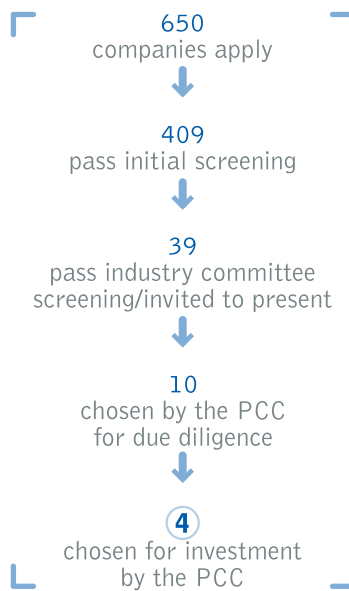 650
companies apply
409
pass initial screening
39
pass industry committee
screening/invited to present
10
chosen by the PCC
for due diligence
4
chosen for investment
by the PCC